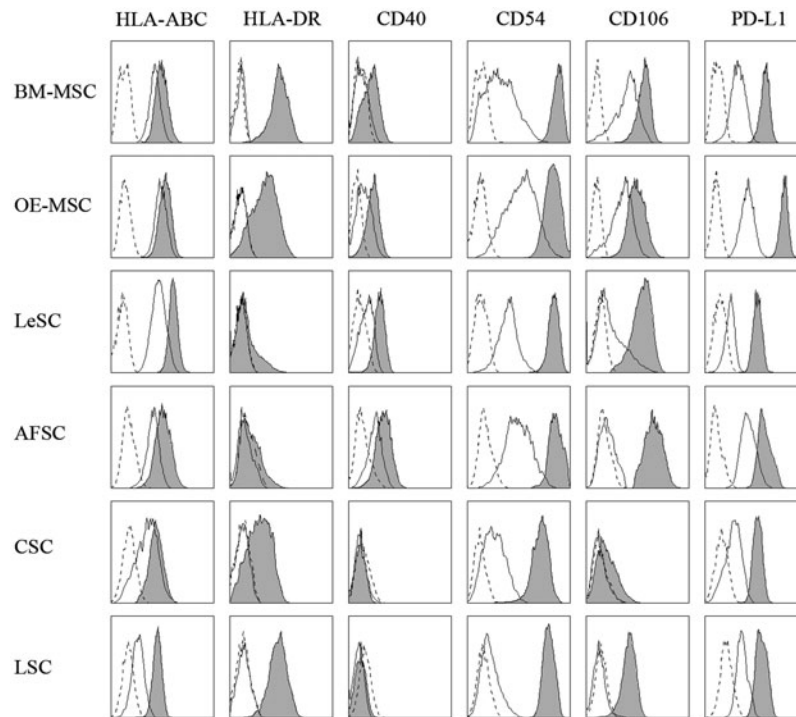 HLA-ABC HLA-DR CD40 CD54 CD106 PD-L1
BM-MSC
OE-MSC
LeSC
AFSC
CSC
LSC